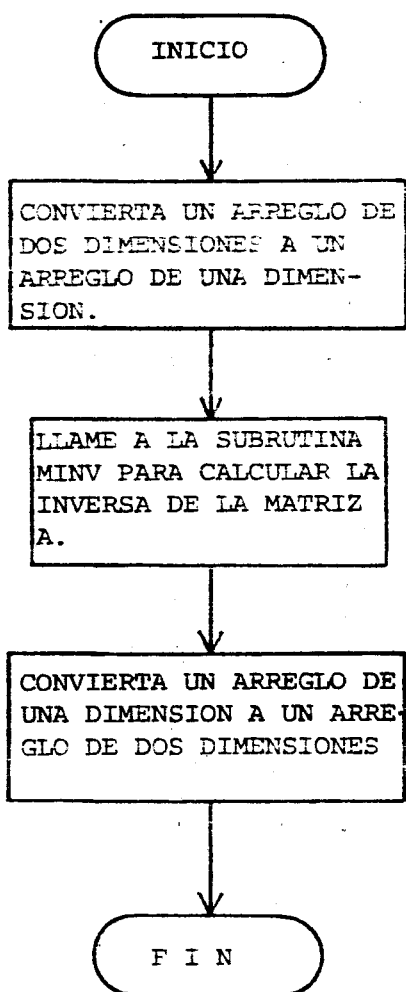 INICIO
CONVIERTA UN ARREGLO DE
DOS DIMENSIONES A UN
ARREGLO DE UNA DIMEN-
SION.
LLAME A LA SUBRUTINA
MINV PARA CALCULAR LA
INVERSA DE LA MATRIZ
A.
CONVIERTA UN ARREGLO DE
UNA DIMENSION A UN ARRE-
GLO DE DOS DIMENSIONES
F I N